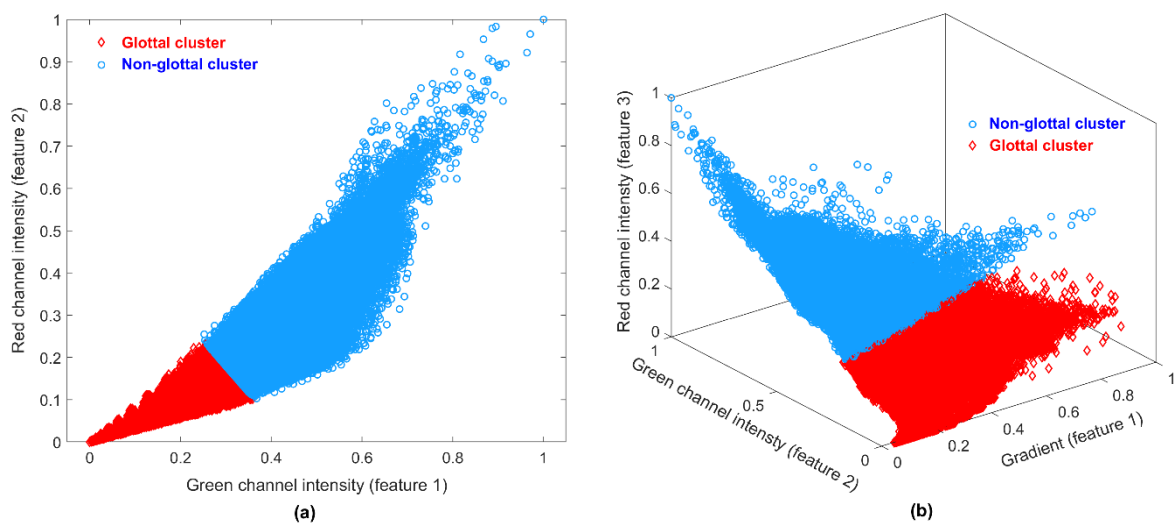 1
0.9
0.8
0.7
0.6
0.5
0.4
0.3
0.2
0.1
0
Red channel intensity (feature 2)
Glottal cluster
Non-glottal cluster
0 0.2 0.4 0.6 0.8 1
Green channel intensity (feature 1)
(a)
1
0.8
0.6
0.4
0.2
0
Red channel intensty (feature 3)
Non-glottal cluster
Glottal cluster
1
0.5
0
Green channel intensty (feature 2)
0
0.2
0.4
0.6
0.8
1
Gradient (feature 1)
(b)